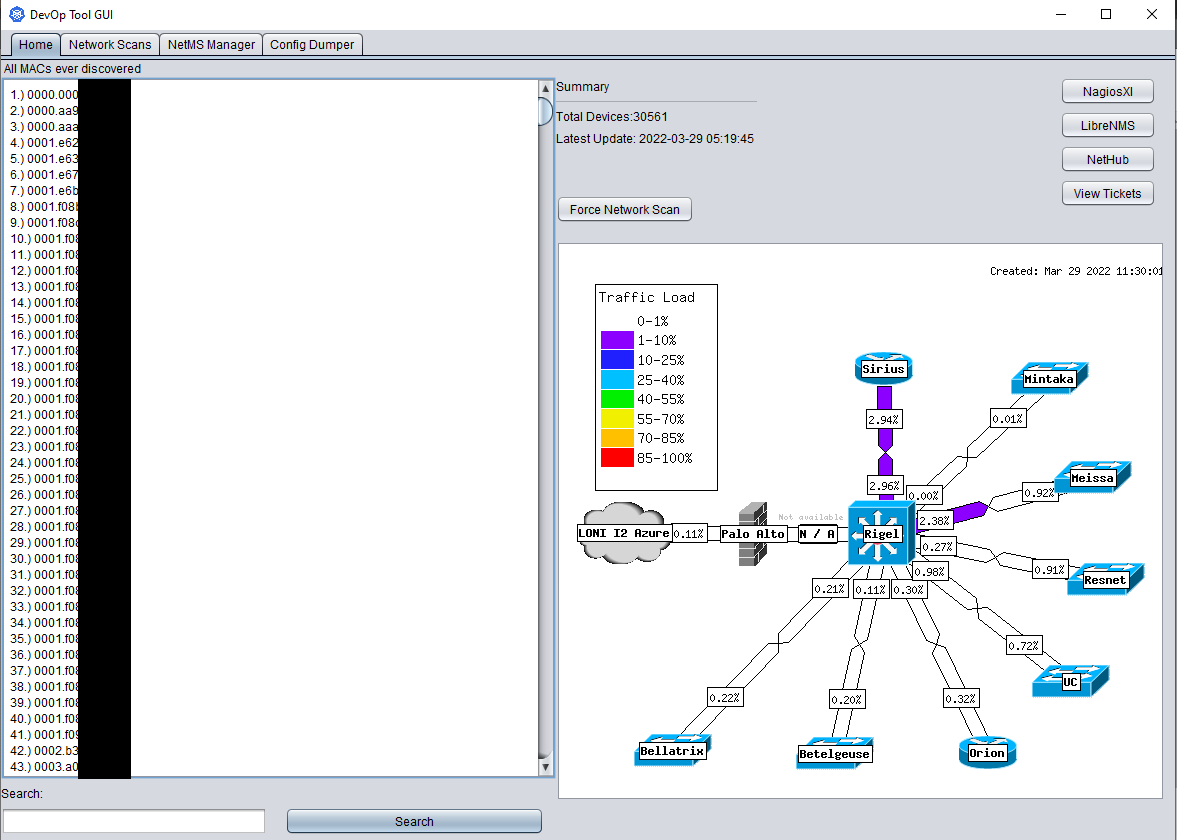 DevOp Tool GUI
Home Network Scans NetMS Manager Config Dumper
All MACs ever discovered
1.) 0000.000
2.) 0000.aa9
3.) 0000.aaa
4.) 0001.e62
5.) 0001.e63
6.) 0001.e67
7.) 0001.e6b
8.) 0001.f08
9.) 0001.f08
10.) 0001.f08
11.) 0001.f08
12.) 0001.f08
13.) 0001.f08
14.) 0001.f08
15.) 0001.f08
16.) 0001.f08
17.) 0001.f08
18.) 0001.f08
19.) 0001.f08
20.) 0001.f08
21.) 0001.f08
22.) 0001.f08
23.) 0001.f08
24.) 0001.f08
25.) 0001.f08
26.) 0001.f08
27.) 0001.f08
28.) 0001.f08
29.) 0001.f08
30.) 0001.f08
31.) 0001.f08
32.) 0001.f08
33.) 0001.f08
34.) 0001.f08
35.) 0001.f08
36.) 0001.f08
37.) 0001.f08
38.) 0001.f08
39.) 0001.f08
40.) 0001.f08
41.) 0001.f09
42.) 0002.b3
43.) 0003.a0
Search:
Search
Summary
Total Devices:30561
Latest Update: 2022-03-29 05:19:45
Force Network Scan
NagiosXI
LibreNMS
NetHub
View Tickets
Created: Mar 29 2022 11:30:01
Traffic Load
0-1%
1-10%
10-25%
25-40%
40-55%
55-70%
70-85%
85-100%
Sirius
Mintaka
2.94%
0.01%
Meissa
2.96%
0.00%
0.92%
Not available
2.38%
LONI I2 Azure
0.11%
Palo Alto
N / A
Rigel
0.27%
0.98%
0.91%
Resnet
0.21%
0.11%
0.30%
0.72%
UC
0.22%
0.20%
0.32%
Bellatrix
Betelgeuse
Orion